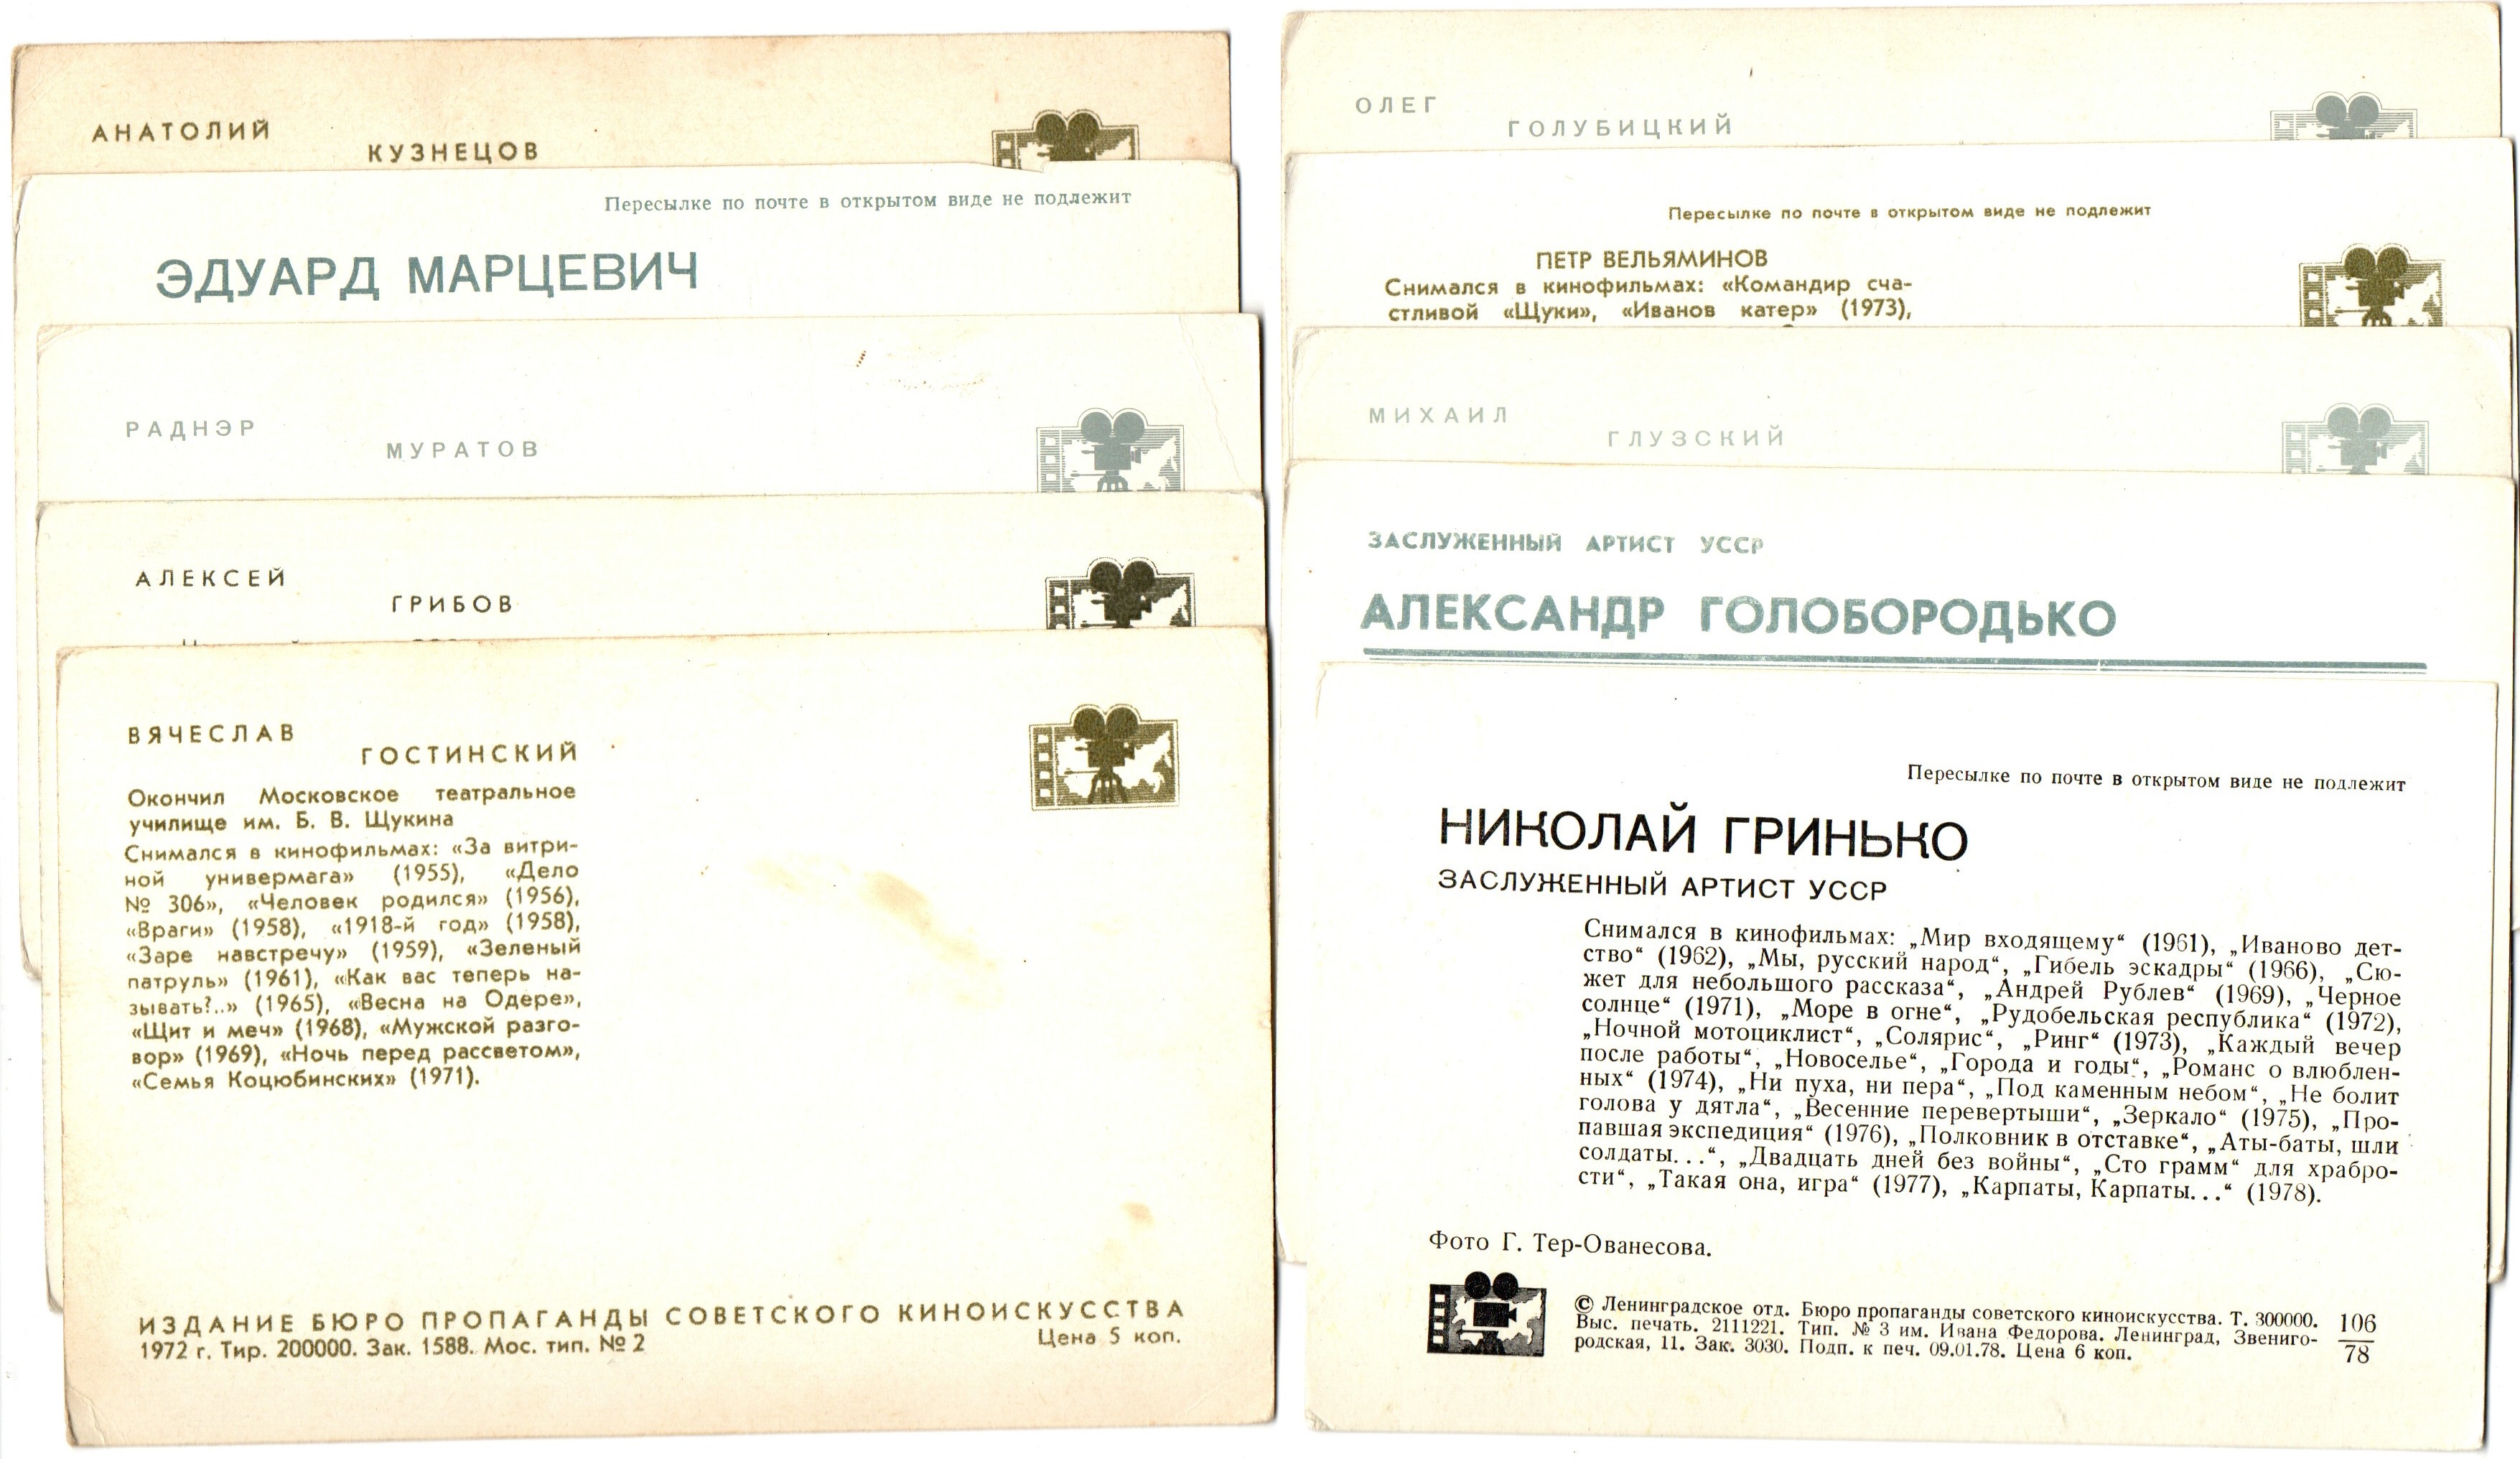 АНАТОЛИЙ
КУЗНЕЦОВ
Пересылке по почте в открытом виде не подлежит
ЭДУАРД МАРЦЕВИЧ
РАДНЭР
МУРАТОВ
АЛЕКСЕЙ
ГРИБОВ
ВЯЧЕСЛАВ
ГОСТИНСКИЙ
Окончил Московское театральное
училище им. Б. В. Щукина
Снимался в кинофильмах: «За витри-
ной универмага» (1955), «Дело
№ 306», «Человек родился» (1956),
«Враги» (1958), «1918-й год» (1958),
«Заре навстречу» (1959), «Зеленый
патруль» (1961), «Как вас теперь на-
зывать?..» (1965), «Весна на Одере»,
«Щит и меч» (1968), «Мужской разго-
вор» (1969), «Ночь перед рассветом»,
«Семья Коцюбинских» (1971).
ИЗДАНИЕ БЮРО ПРОПАГАНДЫ СОВЕТСКОГО КИНОИСКУССТВА
1972 г. Тир. 200000. Зак. 1588. Мос. тип. № 2
Цена 5 коп.
ОЛЕГ
ГОЛУБИЦКИЙ
Пересылке по почте в открытом виде не подлежит
ПЕТР ВЕЛЬЯМИНОВ
Снимался в кинофильмах: «Командир сча-
стливой «Щуки», «Иванов катер» (1973),
МИХАИЛ
ГЛУЗСКИЙ
ЗАСЛУЖЕННЫЙ АРТИСТ УССР
АЛЕКСАНДР ГОЛОБОРОДЬКО
Пересылке по почте в открытом виде не подлежит
НИКОЛАЙ ГРИНЬКО
ЗАСЛУЖЕННЫЙ АРТИСТ УССР
Снимался в кинофильмах: „Мир входящему“ (1961), „Иваново дет-
ство“ (1962), „Мы, русский народ“, „Гибель эскадры“ (1966), „Сю-
жет для небольшого рассказа“, „Андрей Рублев“ (1969), „Черное
солнце“ (1971), „Море в огне“, „Рудобельская республика“ (1972),
„Ночной мотоциклист“, „Солярис“, „Ринг“ (1973), „Каждый вечер
после работы“, „Новоселье“, „Города и годы“, „Романс о влюблен-
ных“ (1974), „Ни пуха, ни пера“, „Под каменным небом“, „Не болит
голова у дятла“, „Весенние перевертыши“, „Зеркало“ (1975), „Про-
павшая экспедиция“ (1976), „Полковник в отставке“, „Аты-баты, шли
солдаты...“, „Двадцать дней без войны“, „Сто грамм“ для храбро-
сти“, „Такая она, игра“ (1977), „Карпаты, Карпаты...“ (1978).
Фото Г. Тер-Ованесова.
© Ленинградское отд. Бюро пропаганды советского киноискусства. Т. 300000.
Выс. печать. 2111221. Тип. № 3 им. Ивана Федорова. Ленинград, Звениго-
родская, 11. Зак. 3030. Подп. к печ. 09.01.78. Цена 6 коп.
106
78